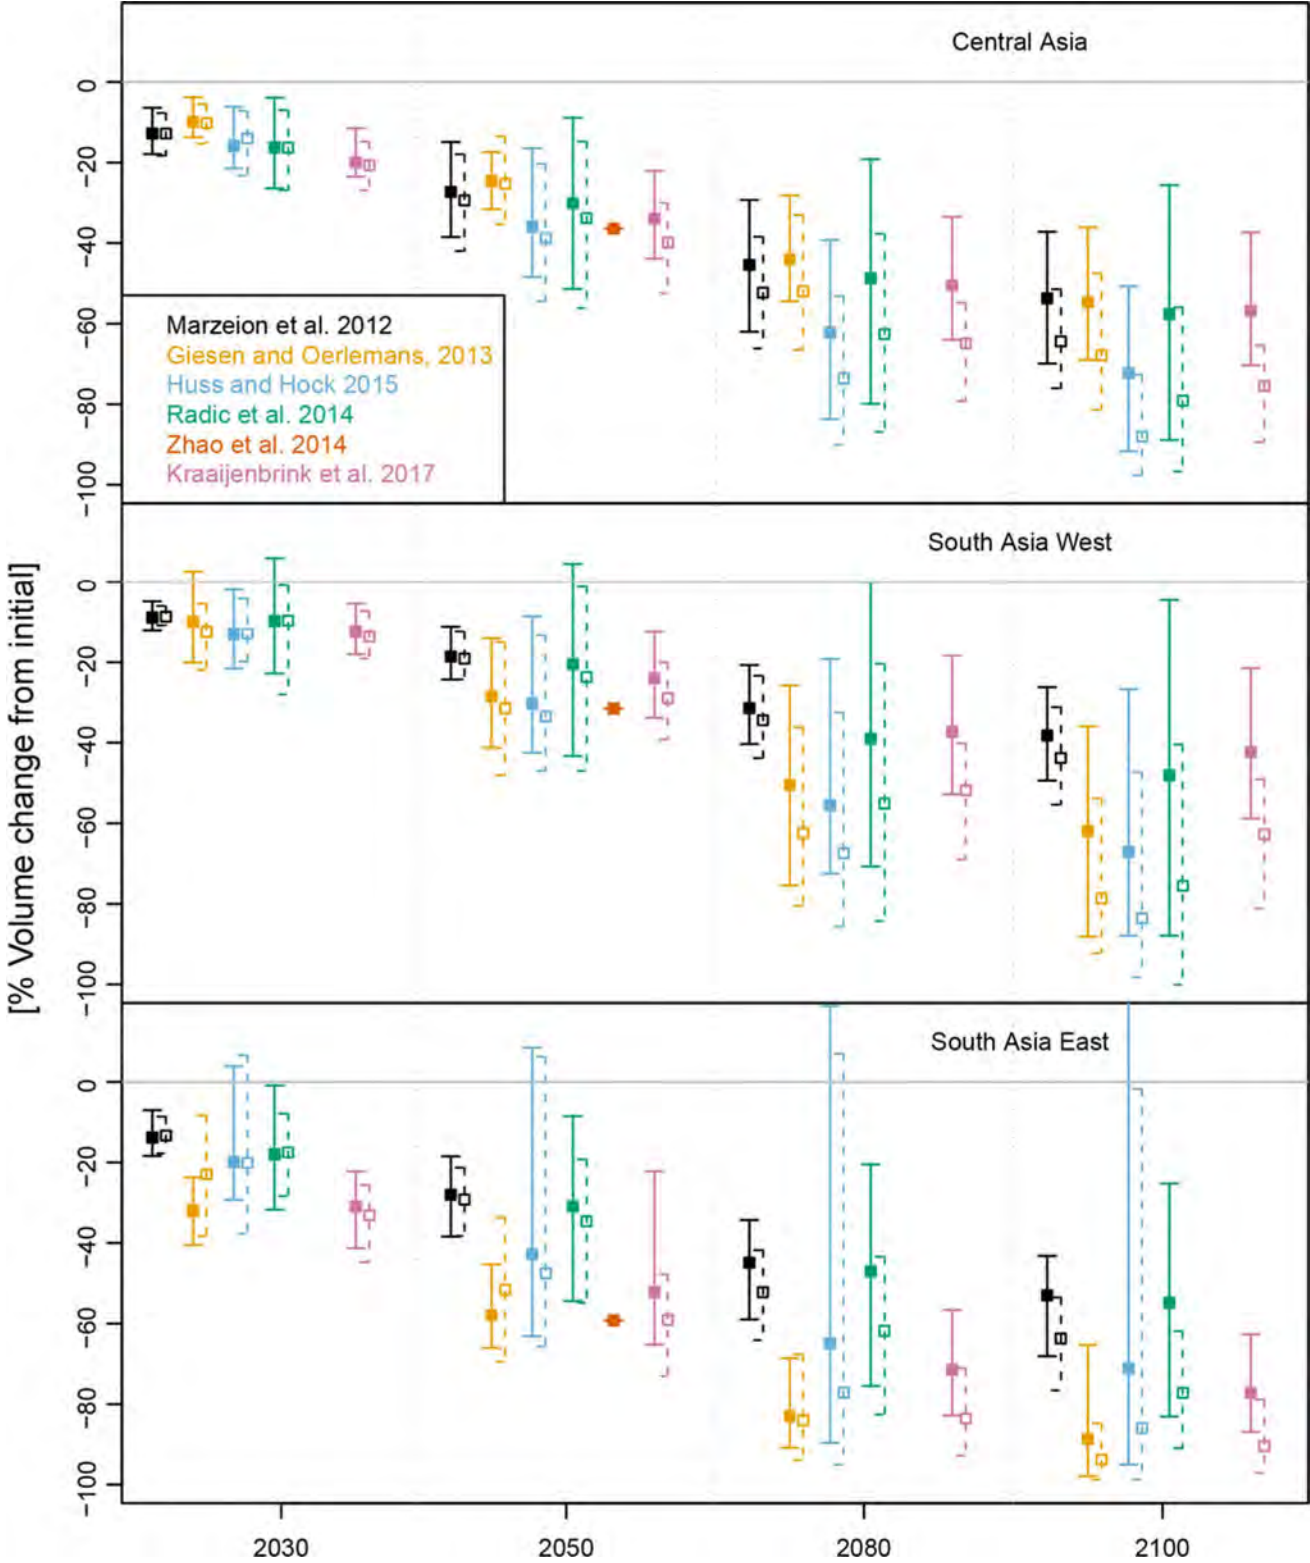 Central Asia
0
−20
−40
−60
−80
−100
Marzeion et al. 2012
Giesen and Oerlemans, 2013
Huss and Hock 2015
Radic et al. 2014
Zhao et al. 2014
Kraaijenbrink et al. 2017
[% Volume change from initial]
South Asia West
0
−20
−40
−60
−80
−100
South Asia East
0
−20
−40
−60
−80
−100
2030 2050 2080 2100